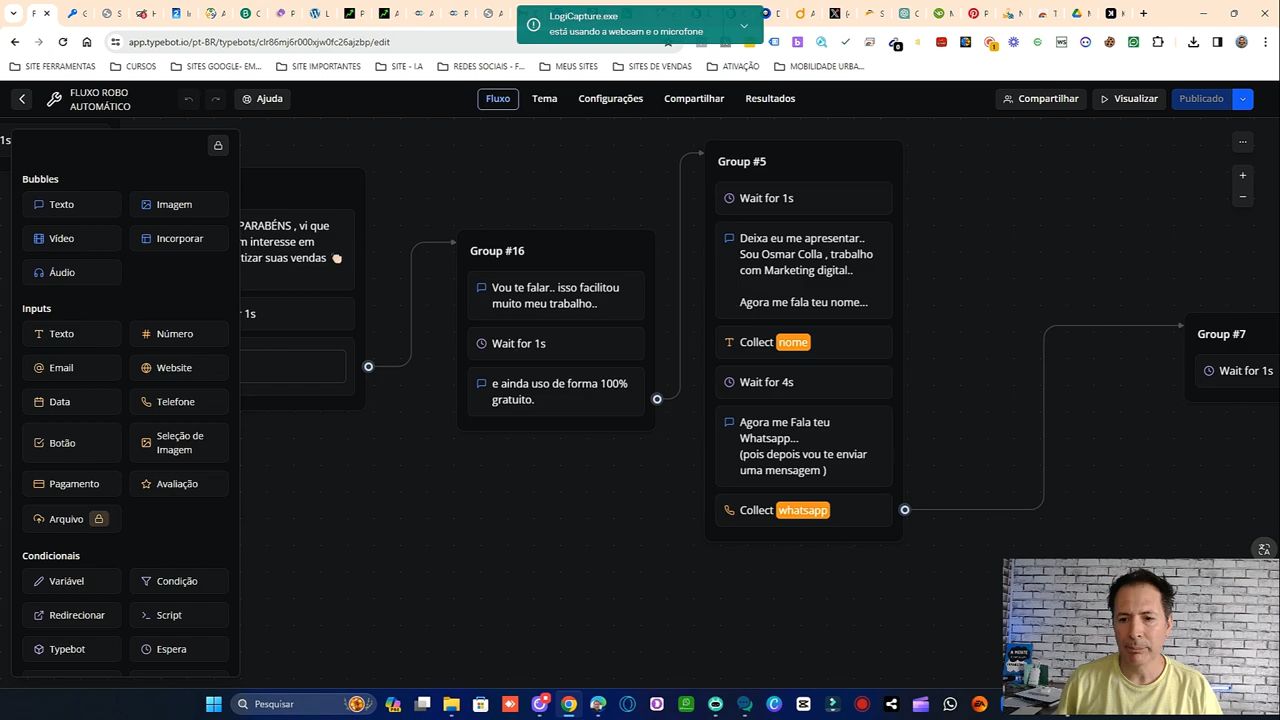 LogiCapture.exe
está usando a webcam e o microfone
app.typebot.io/pt-BR/typebots/clr86mj6r000xjw0fc26ajzbp/edit
SITE FERRAMENTAS
CURSOS
SITE GOOGLE- EM...
SITE IMPORTANTES
SITE - I.A
REDES SOCIAIS - F...
MEUS SITES
SITES DE VENDAS
ATIVAÇÃO
MOBILIDADE URBA...
FLUXO ROBO
AUTOMÁTICO
Ajuda
Fluxo
Tema
Configurações
Compartilhar
Resultados
Compartilhar
Visualizar
Publicado
1s
Bubbles
Texto
Imagem
Vídeo
Incorporar
Áudio
Inputs
Texto
Número
Email
Website
Data
Telefone
Botão
Seleção de
Imagem
Pagamento
Avaliação
Arquivo
Condicionais
Variável
Condição
Redirecionar
Script
Typebot
Espera
PARABÉNS , vi que
m interesse em
tizar suas vendas
r 1s
Group #16
Vou te falar.. isso facilitou
muito meu trabalho..
Wait for 1s
e ainda uso de forma 100%
gratuito.
Group #5
Wait for 1s
Deixa eu me apresentar..
Sou Osmar Colla , trabalho
com Marketing digital..
Agora me fala teu nome...
Collect nome
Wait for 4s
Agora me Fala teu
Whatsapp...
(pois depois vou te enviar
uma mensagem )
Collect whatsapp
Group #7
Wait for 1s
Pesquisar